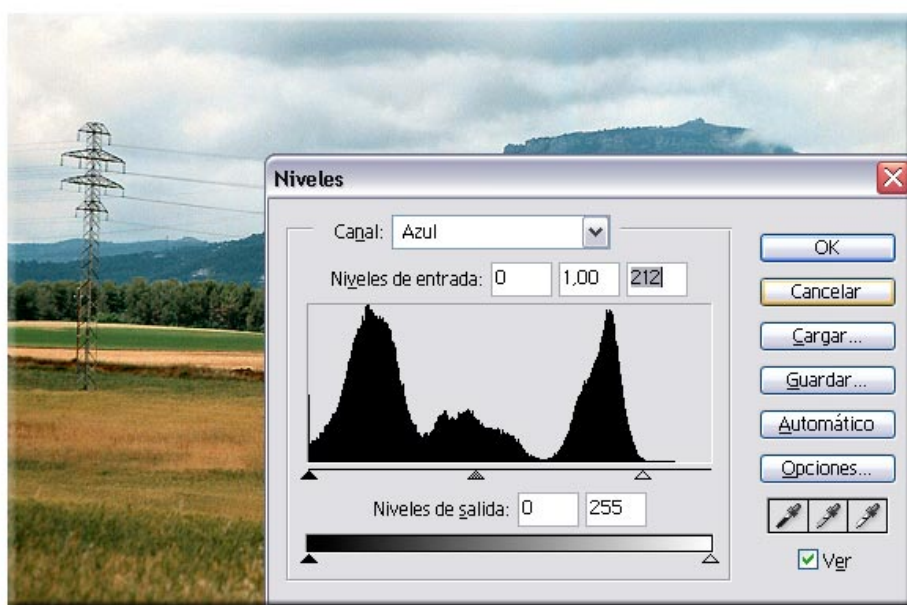 Niveles
Canal: Azul
Niveles de entrada: 0 1,00 212
Niveles de salida: 0 255
OK
Cancelar
Cargar...
Guardar...
Automático
Opciones...
Ver